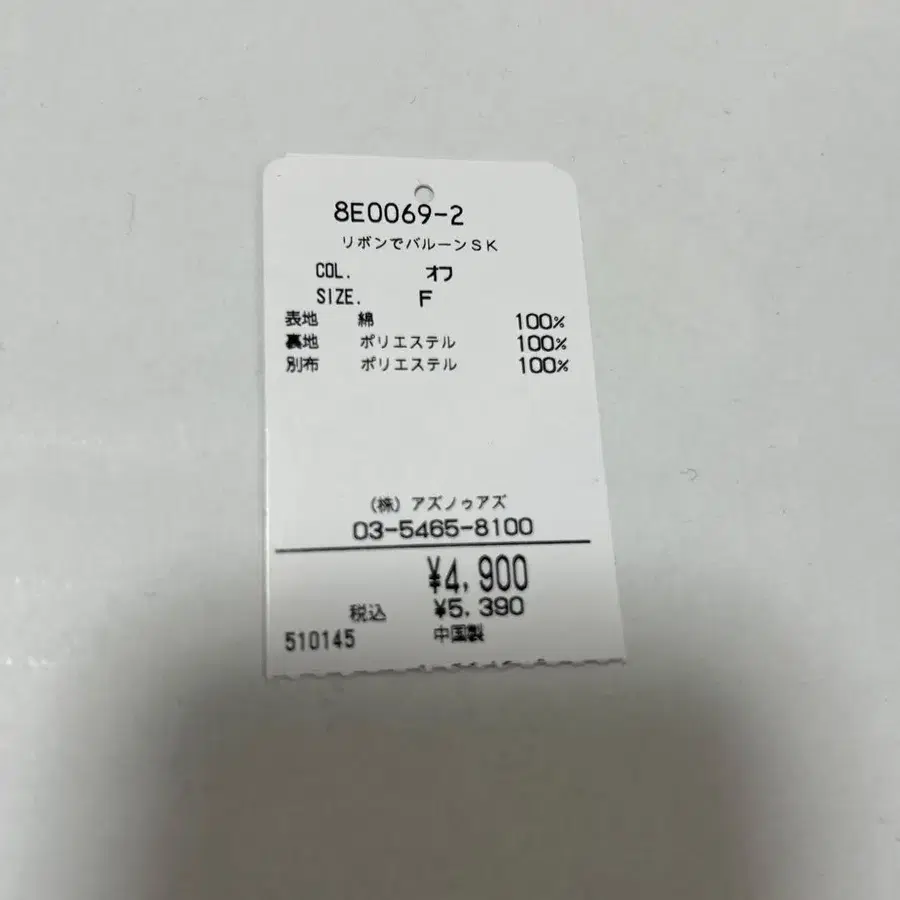 8E0069-2
リボンでバルーンSK
COL. オフ
SIZE. F
表地 綿 100%
裏地 ポリエステル 100%
別布 ポリエステル 100%
(株) アズノゥアズ
03-5465-8100
¥4,900
税込 ¥5,390
510145 中国製